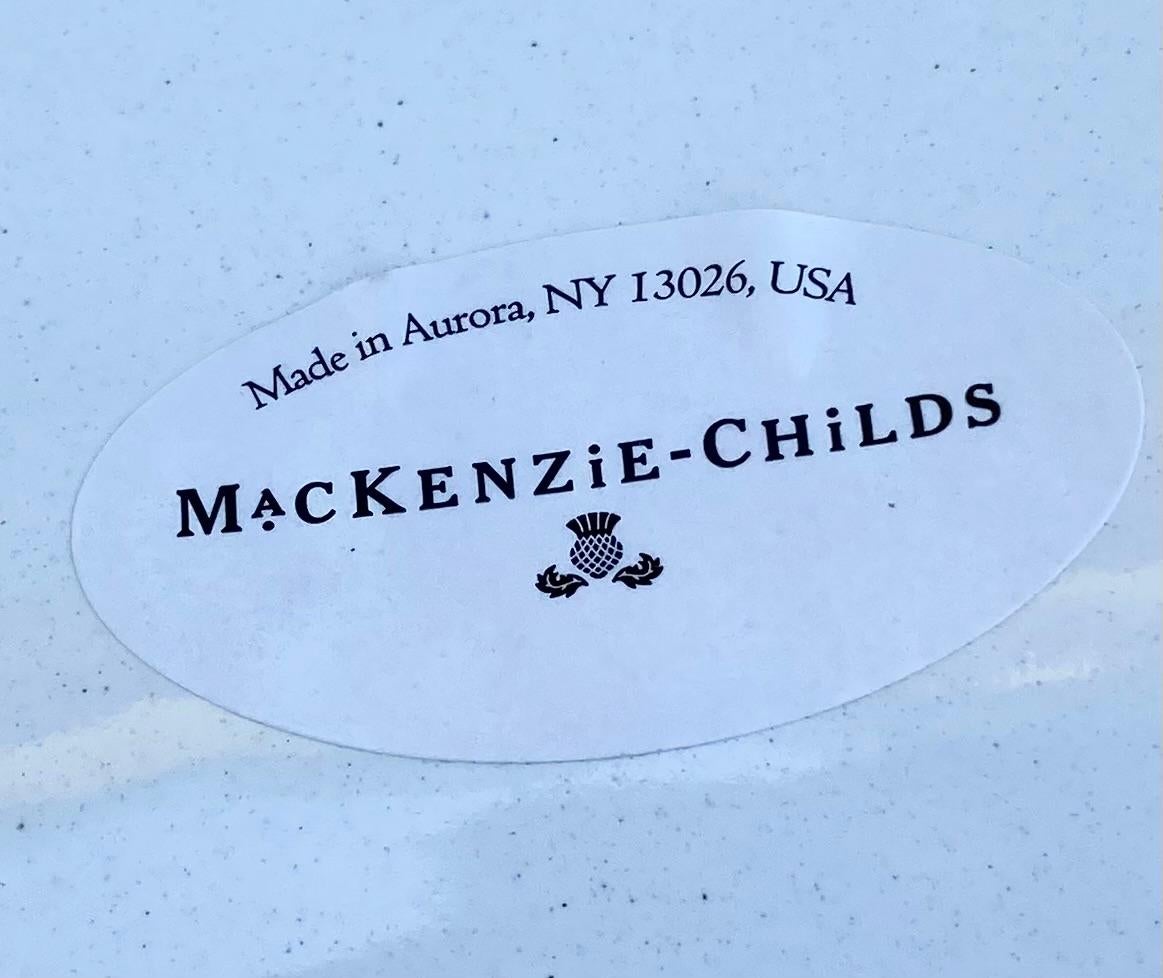 Made in Aurora, NY 13026, USA
MACKENZiE-CHiLDS